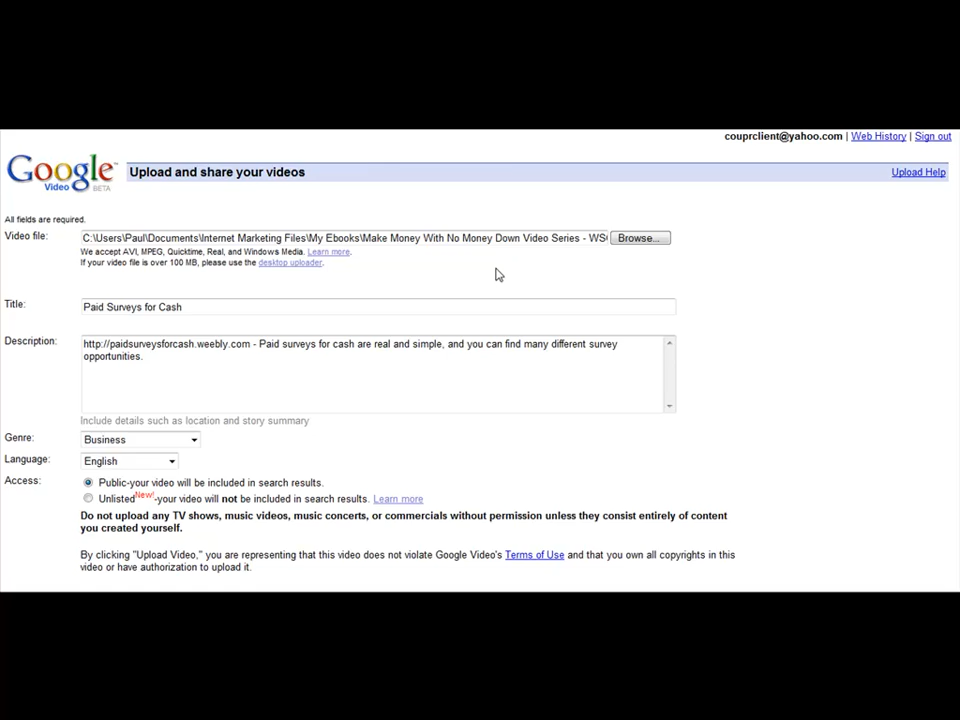 couprclient@yahoo.com | Web History | Sign out
Google™
Video BETA
Upload and share your videos
Upload Help
All fields are required.
Video file:
C:\Users\Paul\Documents\Internet Marketing Files\My Ebooks\Make Money With No Money Down Video Series - WSO
Browse...
We accept AVI, MPEG, Quicktime, Real, and Windows Media. Learn more.
If your video file is over 100 MB, please use the desktop uploader.
Title:
Paid Surveys for Cash
Description:
http://paidsurveysforcash.weebly.com - Paid surveys for cash are real and simple, and you can find many different survey
opportunities.
Include details such as location and story summary
Genre:
Business
Language:
English
Access:
Public-your video will be included in search results.
Unlisted New! -your video will not be included in search results. Learn more
Do not upload any TV shows, music videos, music concerts, or commercials without permission unless they consist entirely of content
you created yourself.
By clicking "Upload Video," you are representing that this video does not violate Google Video's Terms of Use and that you own all copyrights in this
video or have authorization to upload it.